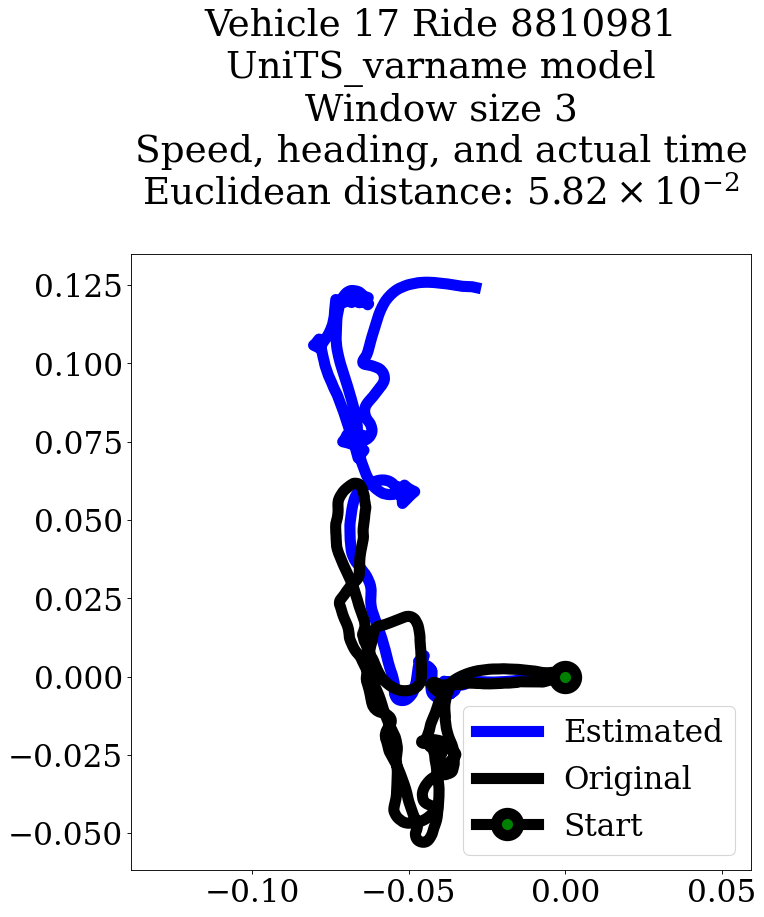 Vehicle 17 Ride 8810981
UniTS_varname model
Window size 3
Speed, heading, and actual time
Euclidean distance: 5.82 × 10⁻²
0.125
0.100
0.075
0.050
0.025
0.000
−0.025
−0.050
Estimated
Original
Start
−0.10
−0.05
0.00
0.05